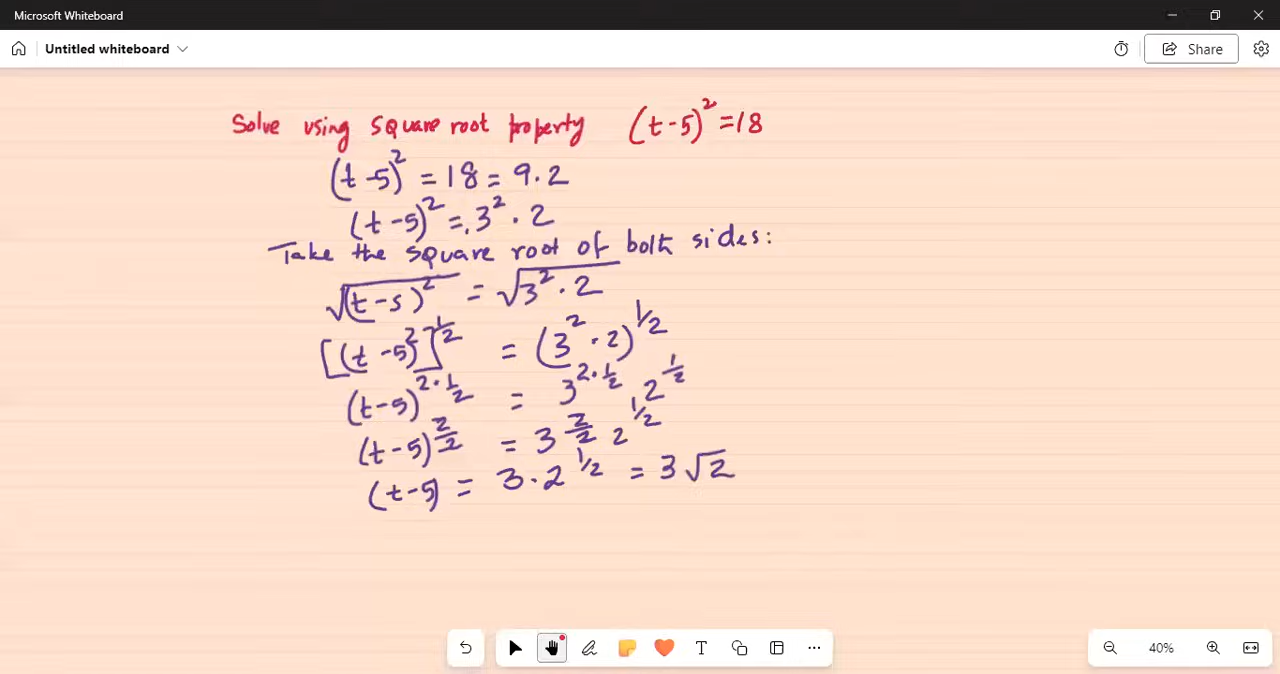 Microsoft Whiteboard
Untitled whiteboard
Share
Solve using square root property (t-5)² = 18
(t-5)² = 18 = 9·2
(t-5)² = 3²·2
Take the square root of both sides:
√(t-5)² = √3²·2
[(t-5)²]^1/2 = (3²·2)^1/2
(t-5)^2·1/2 = 3^2·1/2 2^1/2
(t-5)^2/2 = 3^2/2 2^1/2
(t-5) = 3·2^1/2 = 3√2
T
40%